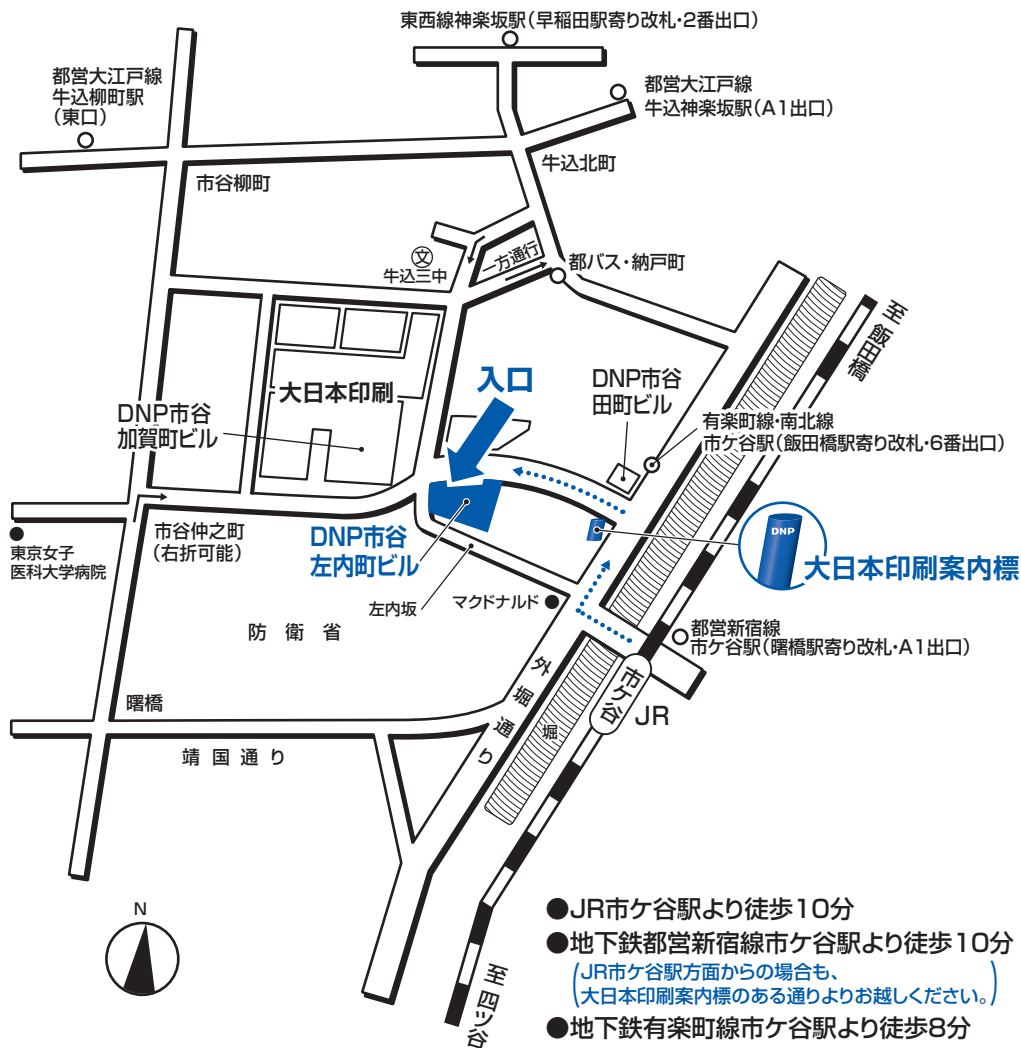 東西線神楽坂駅(早稲田駅寄り改札・2番出口)
都営大江戸線
牛込柳町駅
(東口)
都営大江戸線
牛込神楽坂駅(A1出口)
市谷柳町
牛込北町
文
牛込三中
一方通行
都バス・納戸町
至 飯田橋
大日本印刷
入口
DNP市谷
田町ビル
DNP市谷
加賀町ビル
有楽町線・南北線
市ケ谷駅(飯田橋駅寄り改札・6番出口)
市谷仲之町
(右折可能)
東京女子
医科大学病院
DNP市谷
左内町ビル
DNP
大日本印刷案内標
左内坂
マクドナルド
防衛省
都営新宿線
市ケ谷駅(曙橋駅寄り改札・A1出口)
外堀通り
市ケ谷
JR
堀
曙橋
靖国通り
N
至 四ツ谷
●JR市ケ谷駅より徒歩10分
●地下鉄都営新宿線市ケ谷駅より徒歩10分
(JR市ケ谷駅方面からの場合も、
大日本印刷案内標のある通りよりお越しください。)
●地下鉄有楽町線市ケ谷駅より徒歩8分